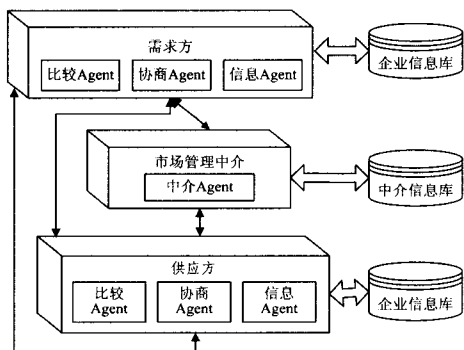 需求方
比较Agent 协商Agent 信息Agent
企业信息库
市场管理中介
中介Agent
中介信息库
供应方
比较
Agent
协商
Agent
信息
Agent
企业信息库